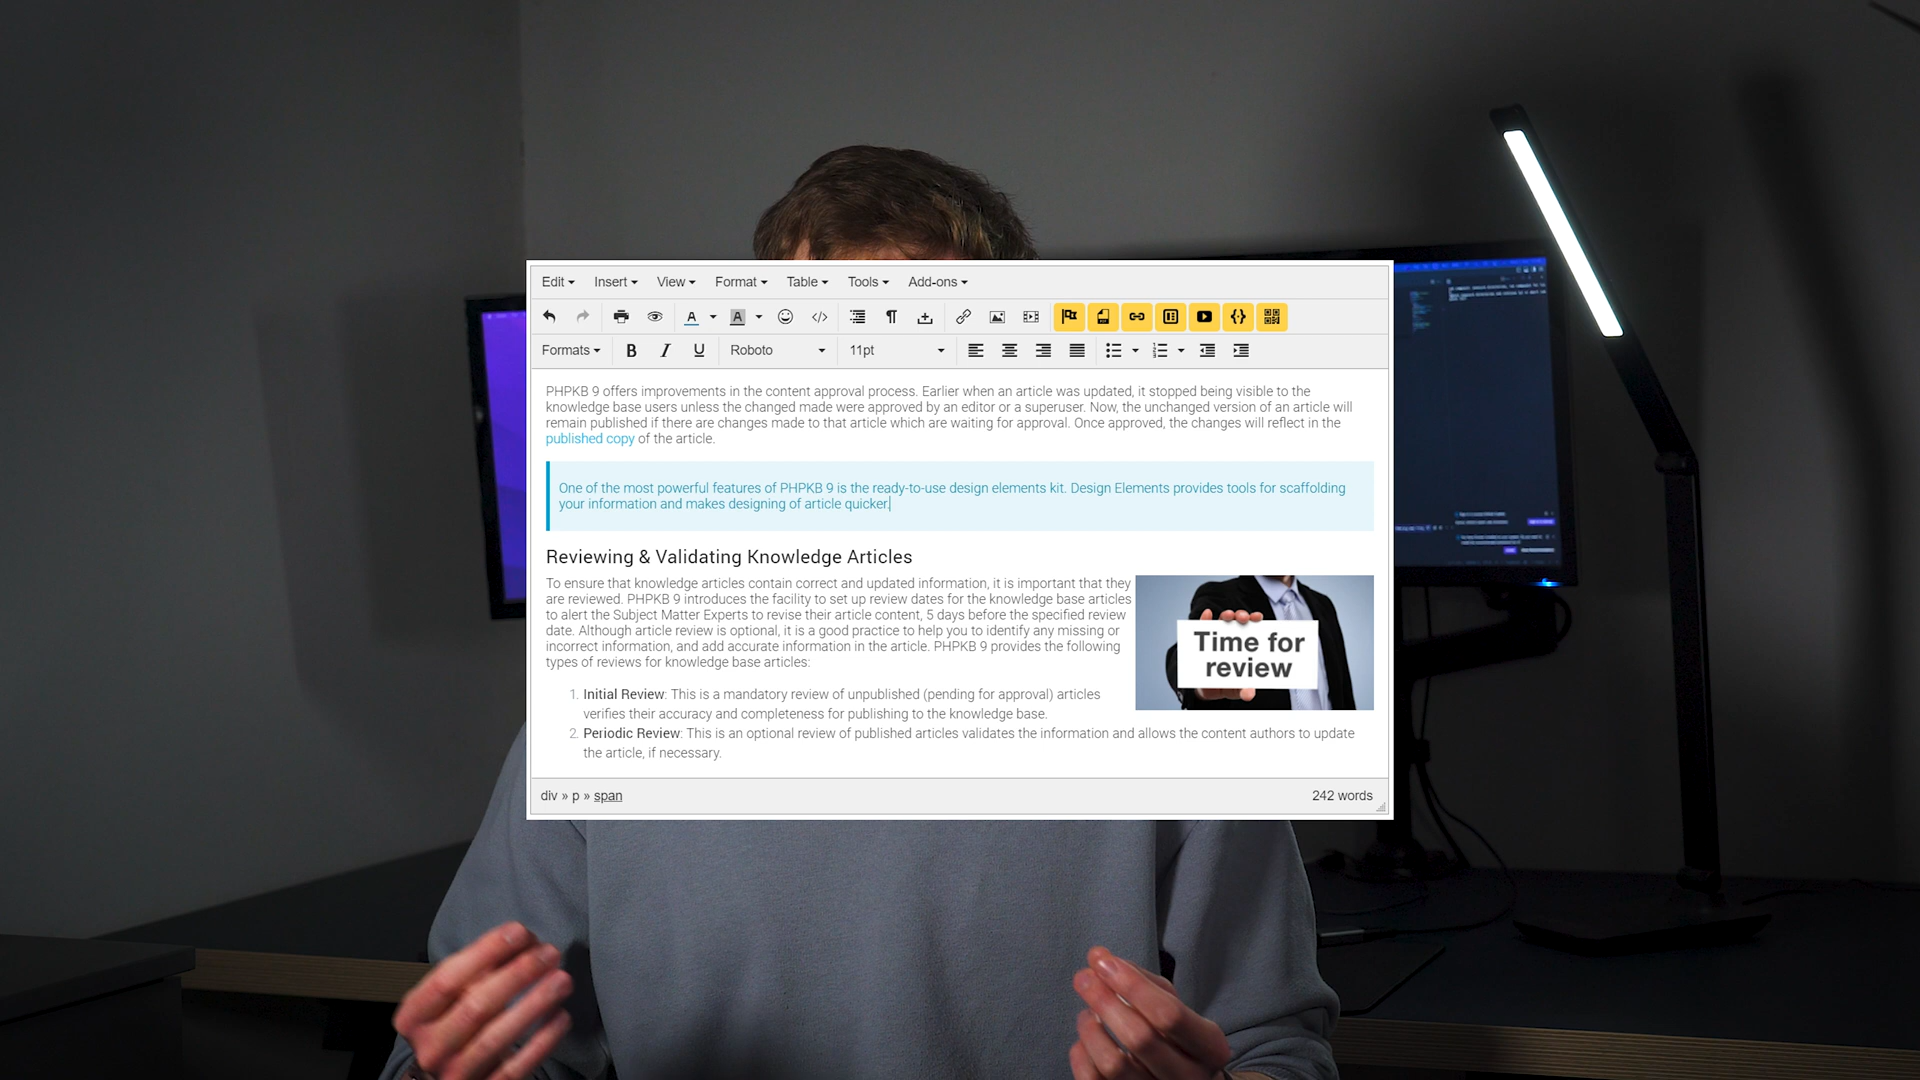 Edit Insert View Format Table Tools Add-ons
Formats B I U Roboto 11pt
PHPKB 9 offers improvements in the content approval process. Earlier when an article was updated, it stopped being visible to the
knowledge base users unless the changed made were approved by an editor or a superuser. Now, the unchanged version of an article will
remain published if there are changes made to that article which are waiting for approval. Once approved, the changes will reflect in the
published copy of the article.
One of the most powerful features of PHPKB 9 is the ready-to-use design elements kit. Design Elements provides tools for scaffolding
your information and makes designing of article quicker.
Reviewing & Validating Knowledge Articles
To ensure that knowledge articles contain correct and updated information, it is important that they
are reviewed. PHPKB 9 introduces the facility to set up review dates for the knowledge base articles
to alert the Subject Matter Experts to revise their article content, 5 days before the specified review
date. Although article review is optional, it is a good practice to help you to identify any missing or
incorrect information, and add accurate information in the article. PHPKB 9 provides the following
types of reviews for knowledge base articles:
Time for
review
1. Initial Review: This is a mandatory review of unpublished (pending for approval) articles
verifies their accuracy and completeness for publishing to the knowledge base.
2. Periodic Review: This is an optional review of published articles validates the information and allows the content authors to update
the article, if necessary.
div » p » span 242 words